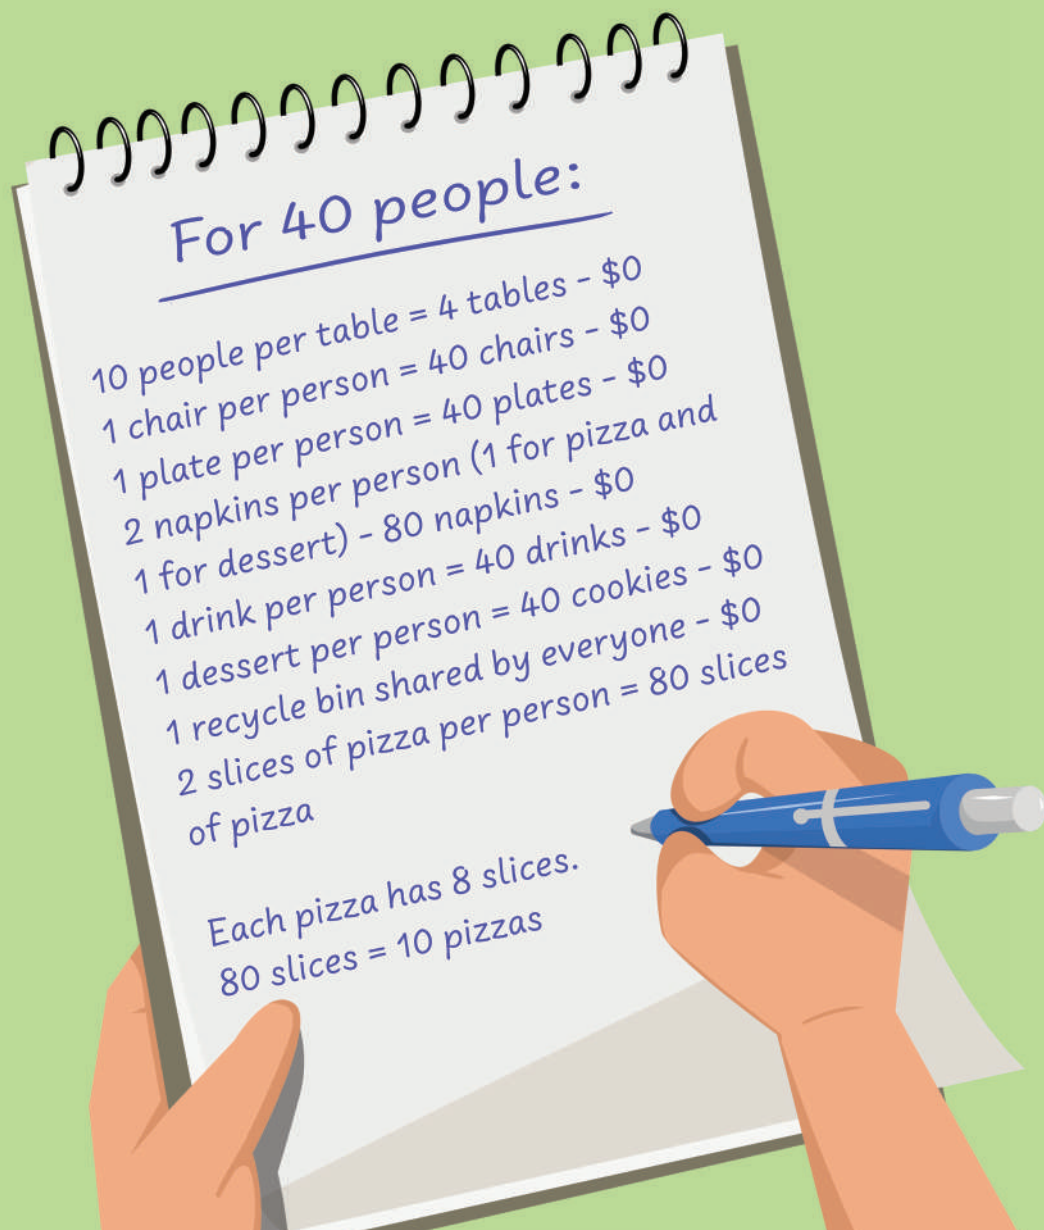 For 40 people:
10 people per table = 4 tables - $0
1 chair per person = 40 chairs - $0
1 plate per person = 40 plates - $0
2 napkins per person (1 for pizza and
1 for dessert) - 80 napkins - $0
1 drink per person = 40 drinks - $0
1 dessert per person = 40 cookies - $0
1 recycle bin shared by everyone - $0
2 slices of pizza per person = 80 slices
of pizza
Each pizza has 8 slices.
80 slices = 10 pizzas